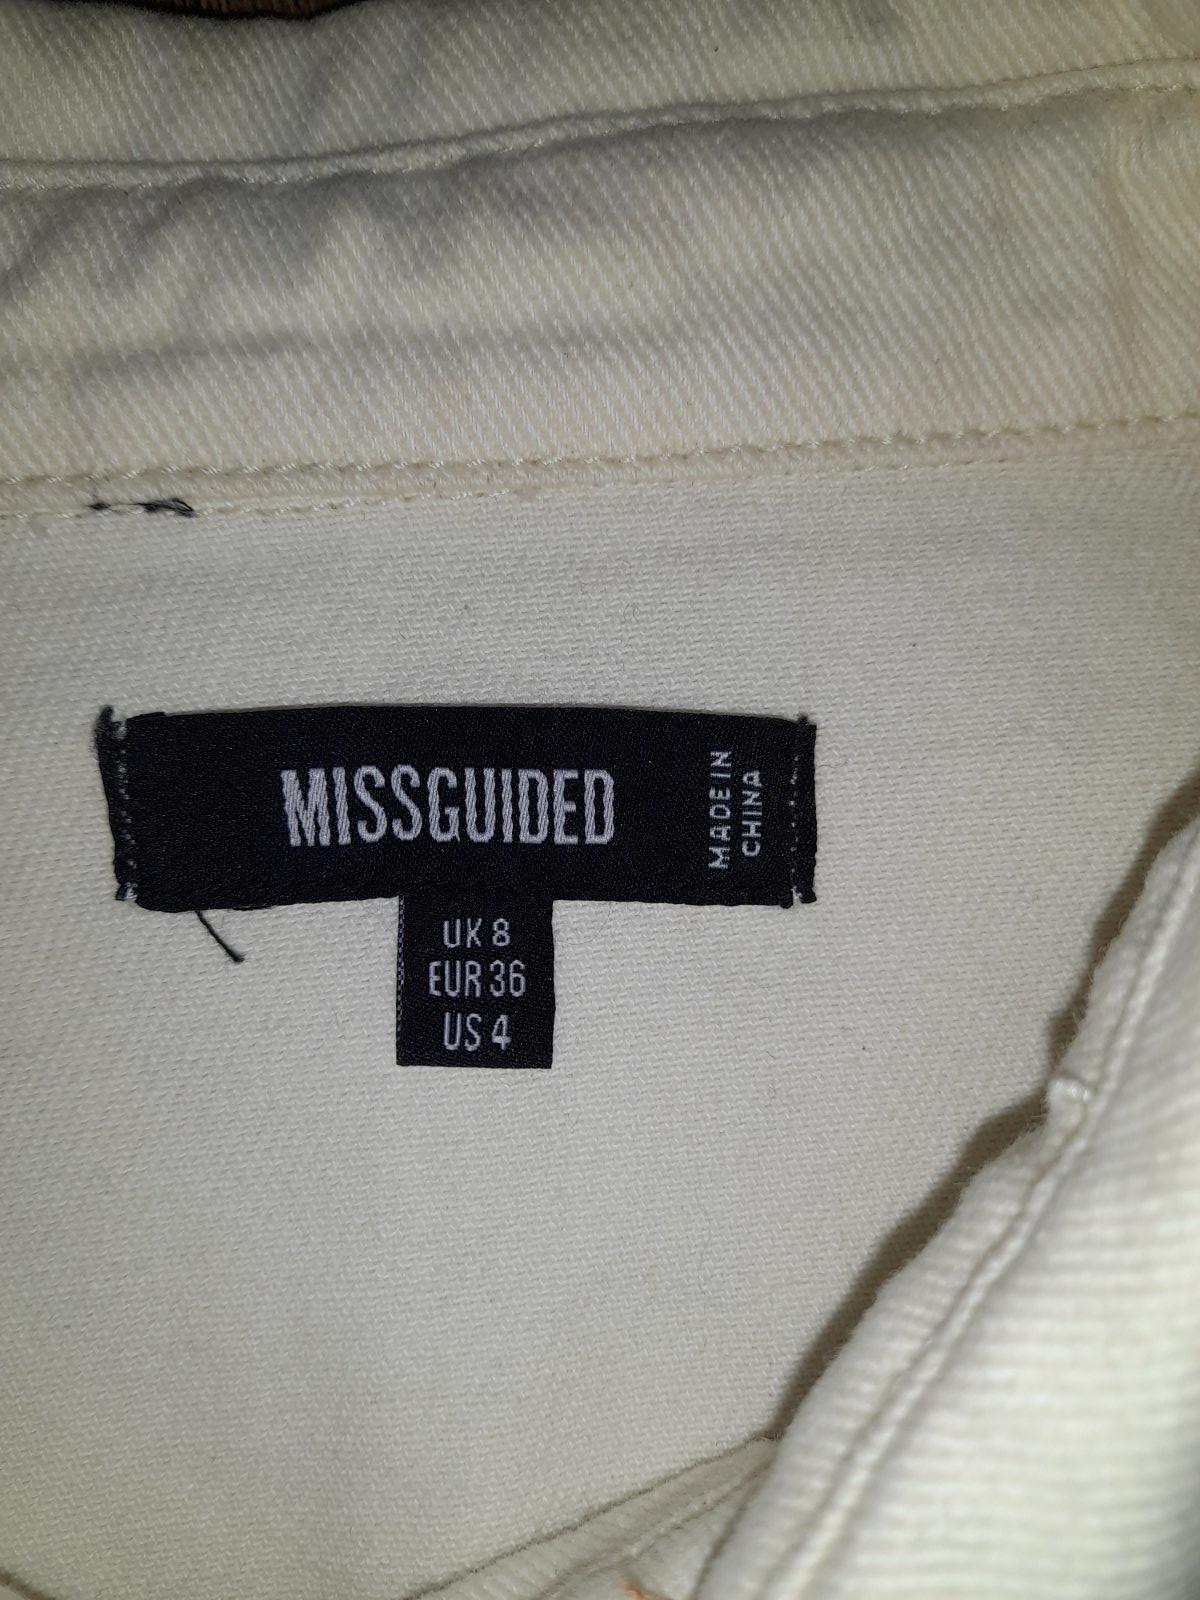 MISSGUIDED
MADE IN
CHINA
UK 8
EUR 36
US 4